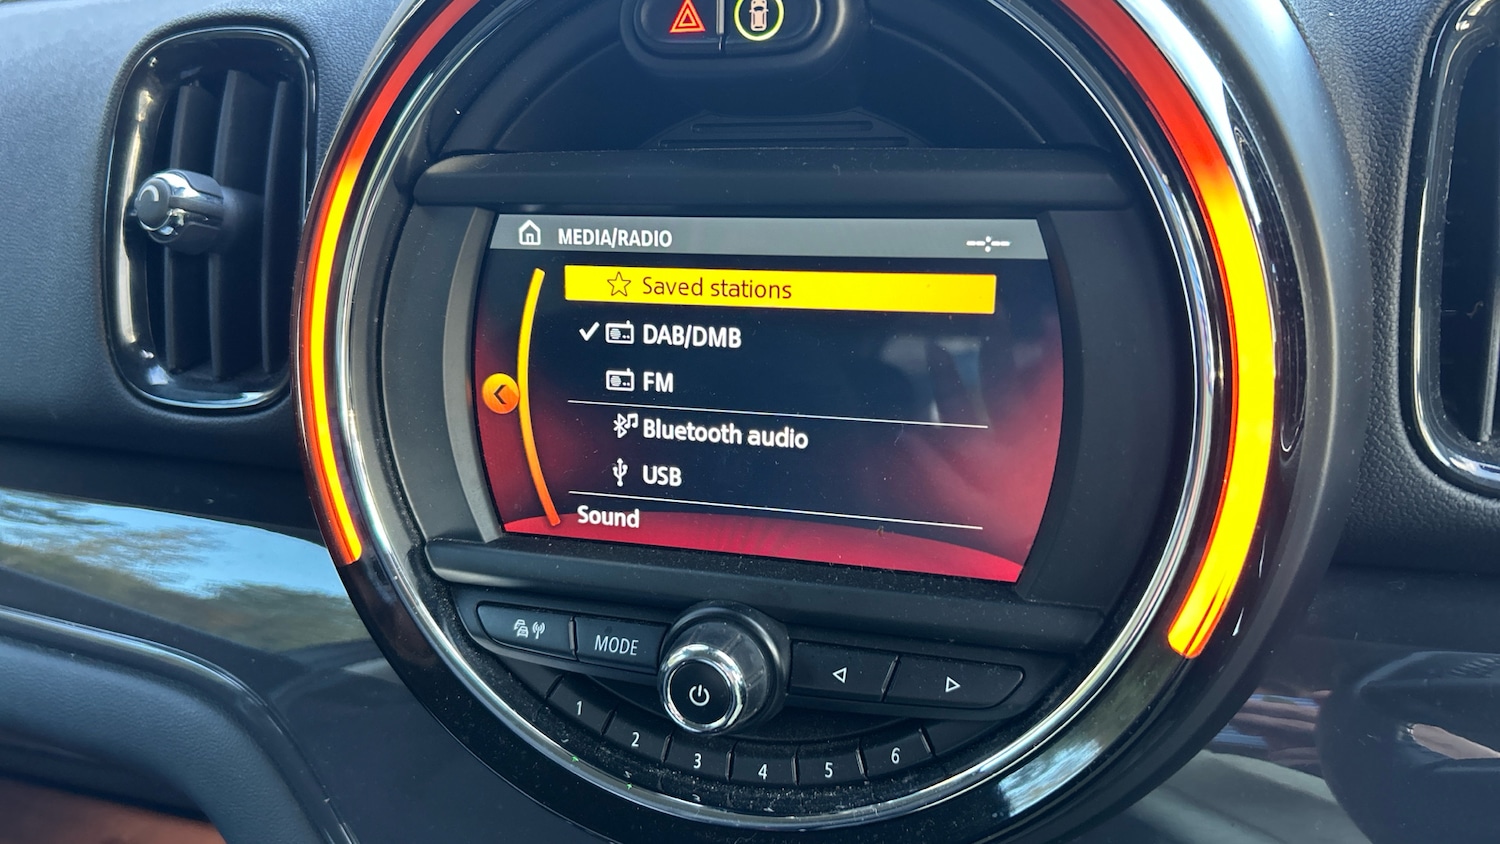 MEDIA/RADIO
--:--
Saved stations
DAB/DMB
FM
Bluetooth audio
USB
Sound
MODE
1
2
3
4
5
6